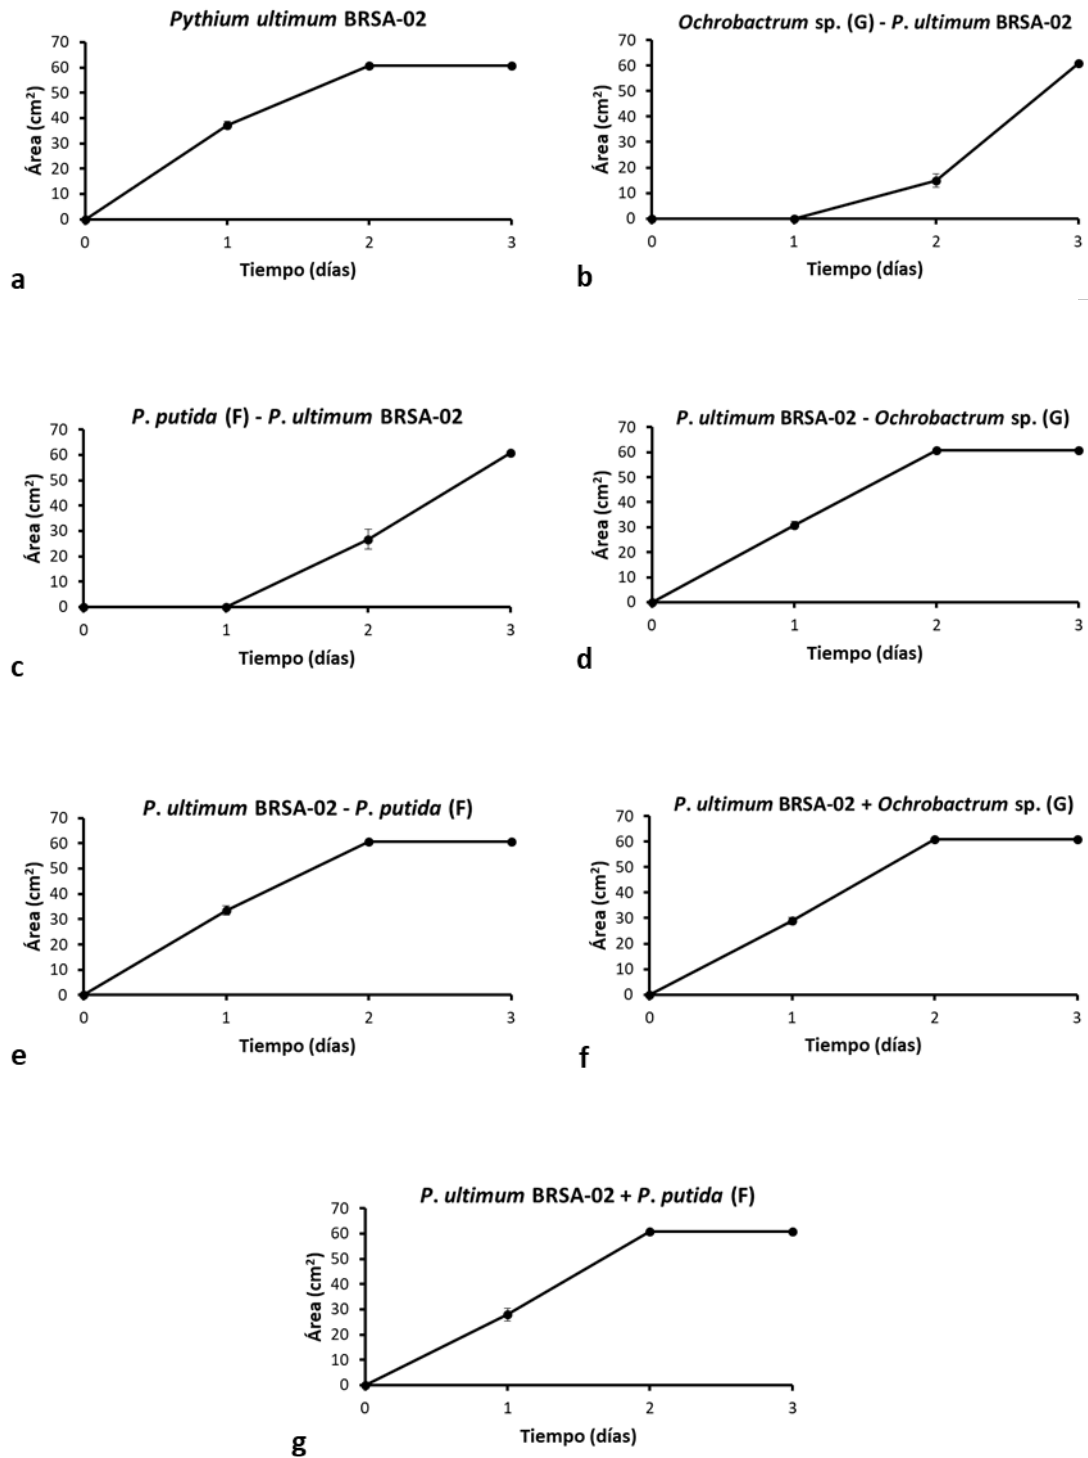 Pythium ultimum BRSA-02
70
60
50
40
30
20
10
0
Área (cm²)
0 1 2 3
Tiempo (días)
a
Ochrobactrum sp. (G) - P. ultimum BRSA-02
70
60
50
40
30
20
10
0
Área (cm²)
0 1 2 3
Tiempo (días)
b
P. putida (F) - P. ultimum BRSA-02
70
60
50
40
30
20
10
0
Área (cm²)
0 1 2 3
Tiempo (días)
c
P. ultimum BRSA-02 - Ochrobactrum sp. (G)
70
60
50
40
30
20
10
0
Área (cm²)
0 1 2 3
Tiempo (días)
d
P. ultimum BRSA-02 - P. putida (F)
70
60
50
40
30
20
10
0
Área (cm²)
0 1 2 3
Tiempo (días)
e
P. ultimum BRSA-02 + Ochrobactrum sp. (G)
70
60
50
40
30
20
10
0
Área (cm²)
0 1 2 3
Tiempo (días)
f
P. ultimum BRSA-02 + P. putida (F)
70
60
50
40
30
20
10
0
Área (cm²)
0 1 2 3
Tiempo (días)
g